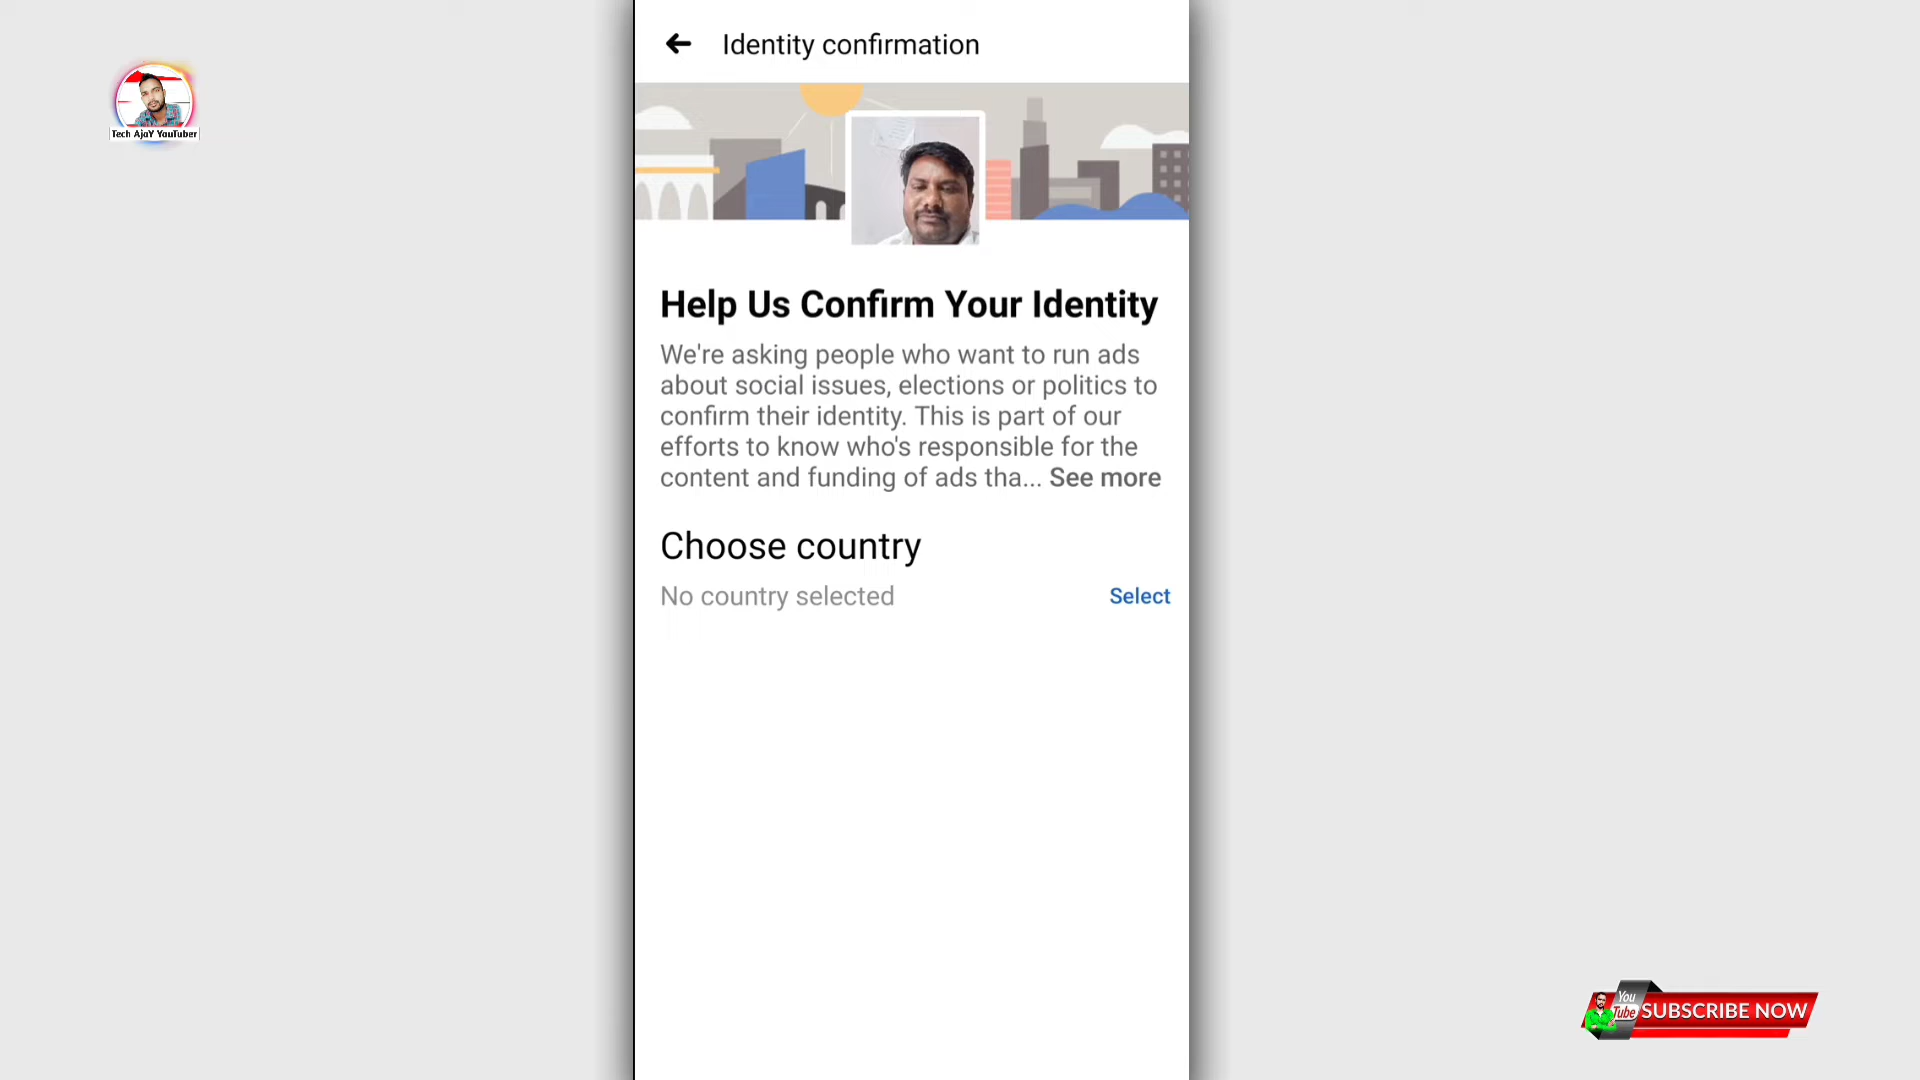 Identity confirmation
Tech AjaY YouTuber
Help Us Confirm Your Identity
We're asking people who want to run ads
about social issues, elections or politics to
confirm their identity. This is part of our
efforts to know who's responsible for the
content and funding of ads tha... See more
Choose country
No country selected
Select
You
Tube
SUBSCRIBE NOW